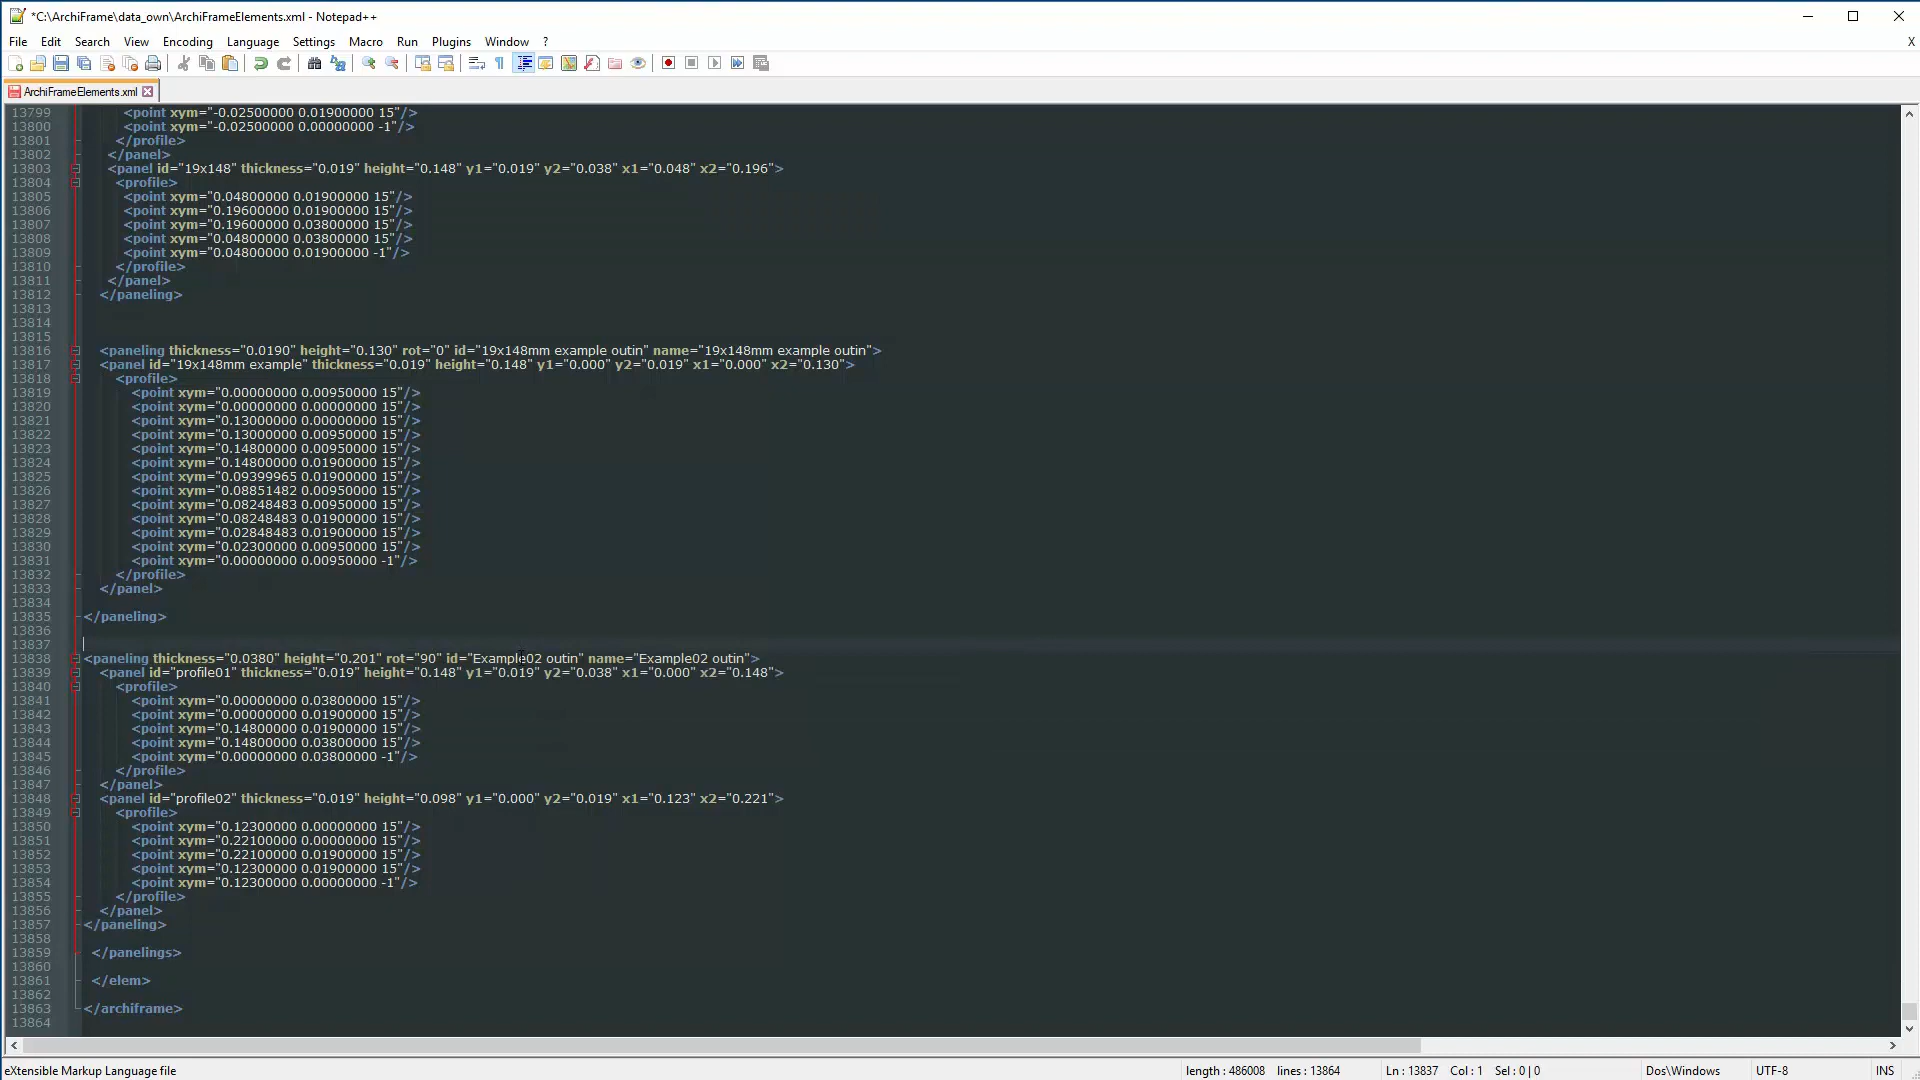 *C:\ArchiFrame\data_own\ArchiFrameElements.xml - Notepad++
File Edit Search View Encoding Language Settings Macro Run Plugins Window ? X
ArchiFrameElements.xml
13799 <point xym="-0.02500000 0.01900000 15"/>
13800 <point xym="-0.02500000 0.00000000 -1"/>
13801 </profile>
13802 </panel>
13803 <panel id="19x148" thickness="0.019" height="0.148" y1="0.019" y2="0.038" x1="0.048" x2="0.196">
13804 <profile>
13805 <point xym="0.04800000 0.01900000 15"/>
13806 <point xym="0.19600000 0.01900000 15"/>
13807 <point xym="0.19600000 0.03800000 15"/>
13808 <point xym="0.04800000 0.03800000 15"/>
13809 <point xym="0.04800000 0.01900000 -1"/>
13810 </profile>
13811 </panel>
13812 </paneling>
13813
13814
13815
13816 <paneling thickness="0.0190" height="0.130" rot="0" id="19x148mm example outin" name="19x148mm example outin">
13817 <panel id="19x148mm example" thickness="0.019" height="0.148" y1="0.000" y2="0.019" x1="0.000" x2="0.130">
13818 <profile>
13819 <point xym="0.00000000 0.00950000 15"/>
13820 <point xym="0.00000000 0.00000000 15"/>
13821 <point xym="0.13000000 0.00000000 15"/>
13822 <point xym="0.13000000 0.00950000 15"/>
13823 <point xym="0.14800000 0.00950000 15"/>
13824 <point xym="0.14800000 0.01900000 15"/>
13825 <point xym="0.09399965 0.01900000 15"/>
13826 <point xym="0.08851482 0.00950000 15"/>
13827 <point xym="0.08248483 0.00950000 15"/>
13828 <point xym="0.08248483 0.01900000 15"/>
13829 <point xym="0.02848483 0.01900000 15"/>
13830 <point xym="0.02300000 0.00950000 15"/>
13831 <point xym="0.00000000 0.00950000 -1"/>
13832 </profile>
13833 </panel>
13834
13835 </paneling>
13836
13837
13838 <paneling thickness="0.0380" height="0.201" rot="90" id="Example02 outin" name="Example02 outin">
13839 <panel id="profile01" thickness="0.019" height="0.148" y1="0.019" y2="0.038" x1="0.000" x2="0.148">
13840 <profile>
13841 <point xym="0.00000000 0.03800000 15"/>
13842 <point xym="0.00000000 0.01900000 15"/>
13843 <point xym="0.14800000 0.01900000 15"/>
13844 <point xym="0.14800000 0.03800000 15"/>
13845 <point xym="0.00000000 0.03800000 -1"/>
13846 </profile>
13847 </panel>
13848 <panel id="profile02" thickness="0.019" height="0.098" y1="0.000" y2="0.019" x1="0.123" x2="0.221">
13849 <profile>
13850 <point xym="0.12300000 0.00000000 15"/>
13851 <point xym="0.22100000 0.00000000 15"/>
13852 <point xym="0.22100000 0.01900000 15"/>
13853 <point xym="0.12300000 0.01900000 15"/>
13854 <point xym="0.12300000 0.00000000 -1"/>
13855 </profile>
13856 </panel>
13857 </paneling>
13858
13859 </panelings>
13860
13861 </elem>
13862
13863 </archiframe>
13864
eXtensible Markup Language file length : 486008 lines : 13864 Ln : 13837 Col : 1 Sel : 0 | 0 Dos\Windows UTF-8 INS